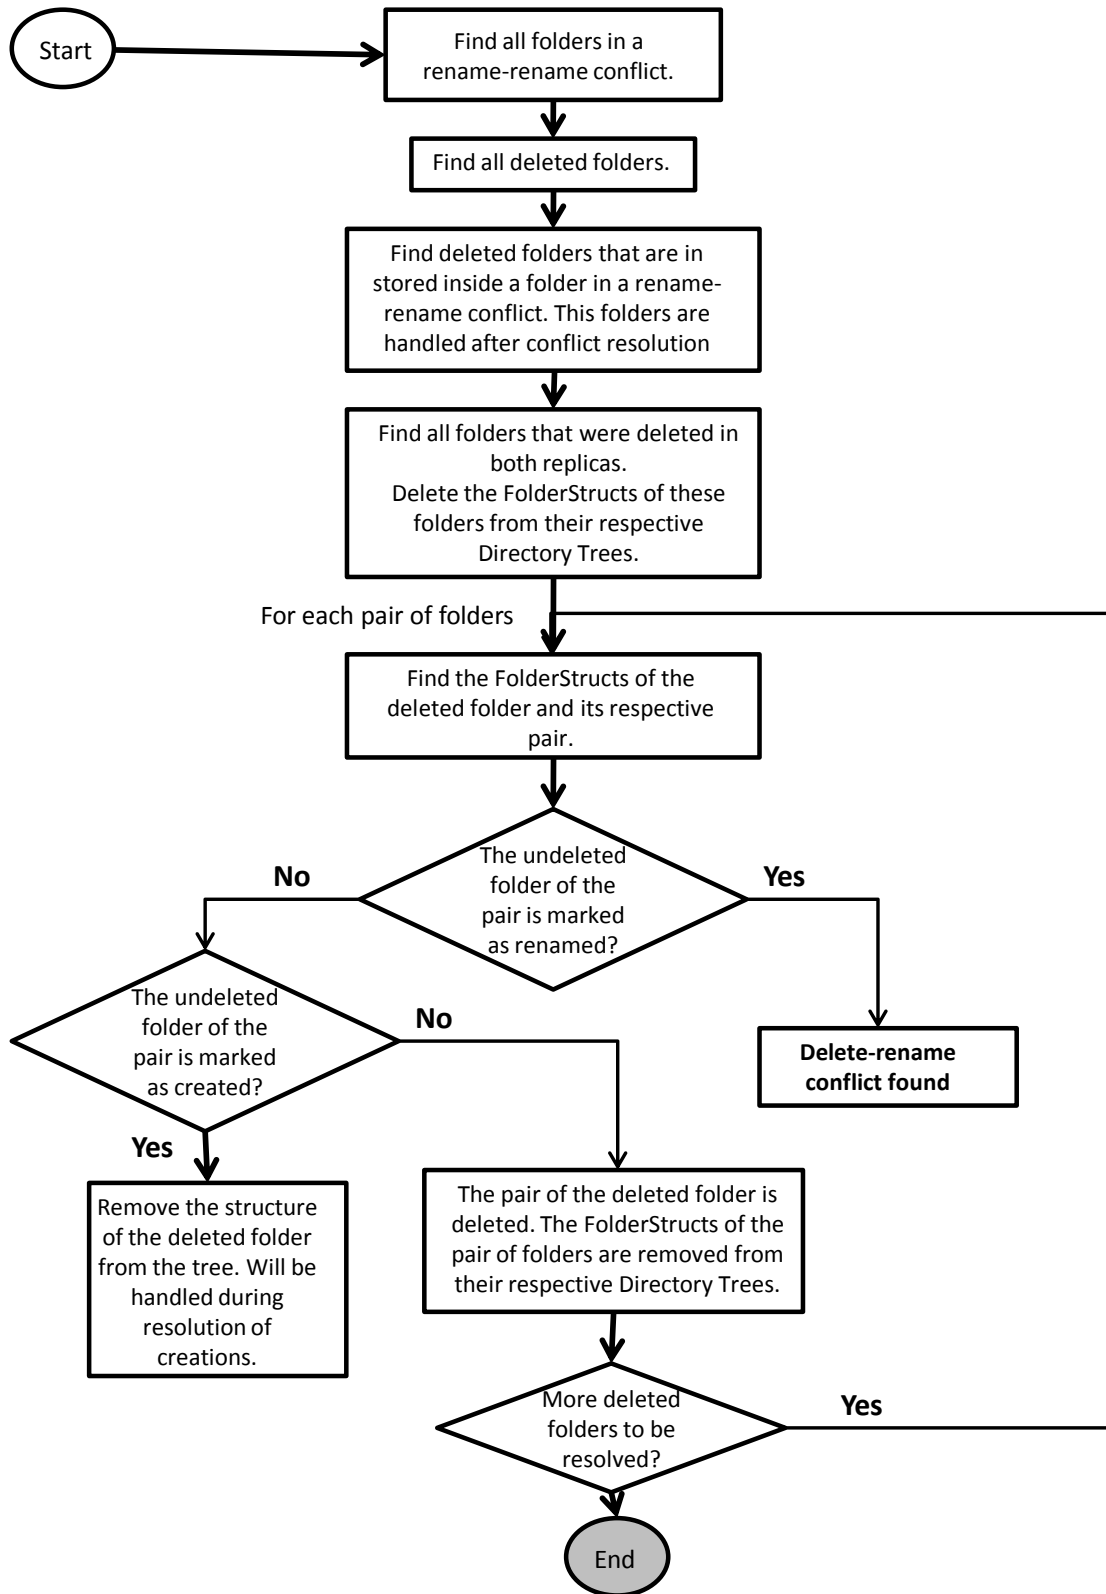 Start
Find all folders in a
rename-rename conflict.
Find all deleted folders.
Find deleted folders that are in
stored inside a folder in a rename-
rename conflict. This folders are
handled after conflict resolution
Find all folders that were deleted in
both replicas.
Delete the FolderStructs of these
folders from their respective
Directory Trees.
For each pair of folders
Find the FolderStructs of the
deleted folder and its respective
pair.
The undeleted
folder of the
pair is marked
as renamed?
No
Yes
The undeleted
folder of the
pair is marked
as created?
No
Delete-rename
conflict found
Yes
Remove the structure
of the deleted folder
from the tree. Will be
handled during
resolution of
creations.
The pair of the deleted folder is
deleted. The FolderStructs of the
pair of folders are removed from
their respective Directory Trees.
More deleted
folders to be
resolved?
Yes
End